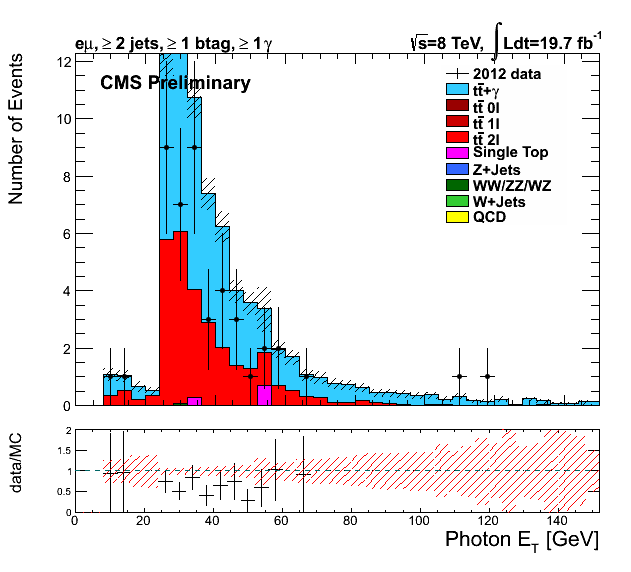 eμ, ≥ 2 jets, ≥ 1 btag, ≥ 1γ
√s=8 TeV, ∫ Ldt=19.7 fb⁻¹
CMS Preliminary
Number of Events
12
10
8
6
4
2
0
2012 data
tt̄+γ
tt̄ 0l
tt̄ 1l
tt̄ 2l
Single Top
Z+Jets
WW/ZZ/WZ
W+Jets
QCD
data/MC
2
1.5
1
0.5
0
0 20 40 60 80 100 120 140
Photon E_T [GeV]